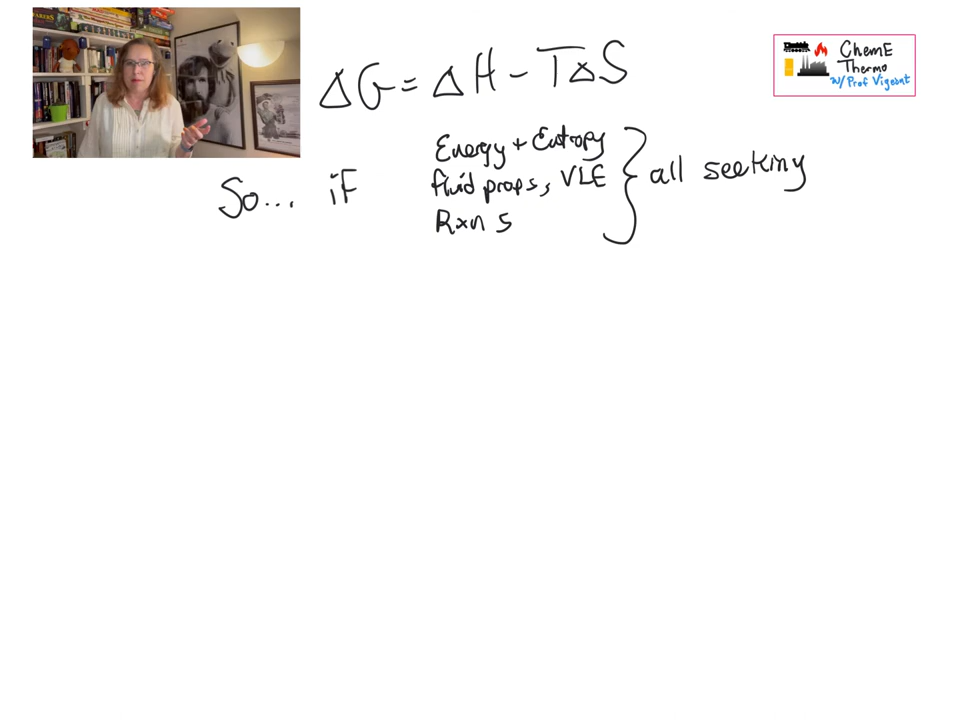 ΔG = ΔH - TΔS
ChemE
Thermo
w/ Prof Vigeant
So... if
Energy + Entropy
fluid props, VLE
Rxn s
all seeking